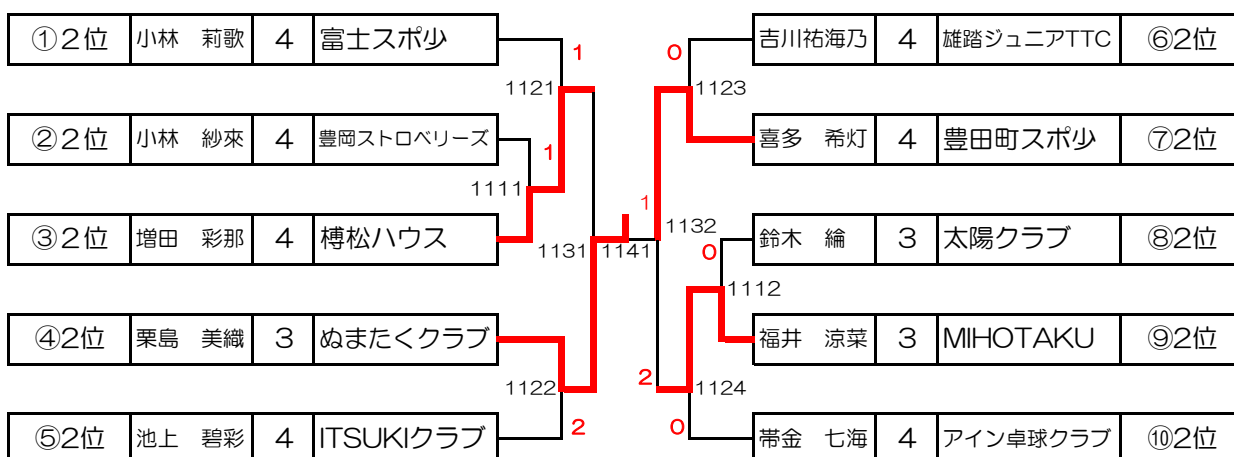 ①２位 小林　莉歌 4 富士スポ少
②２位 小林　紗來 4 豊岡ストロベリーズ
③２位 増田　彩那 4 榑松ハウス
④2位 栗島　美織 3 ぬまたくクラブ
⑤2位 池上　碧彩 4 ITSUKIクラブ
1
1121
1
1111
1131
1141
1122
2
0
1123
1
1132
0
1112
2
1124
0
吉川祐海乃 4 雄踏ジュニアTTC ⑥2位
喜多　希灯 4 豊田町スポ少 ⑦2位
鈴木　綸 3 太陽クラブ ⑧2位
福井　涼菜 3 MIHOTAKU ⑨2位
帯金　七海 4 アイン卓球クラブ ⑩2位